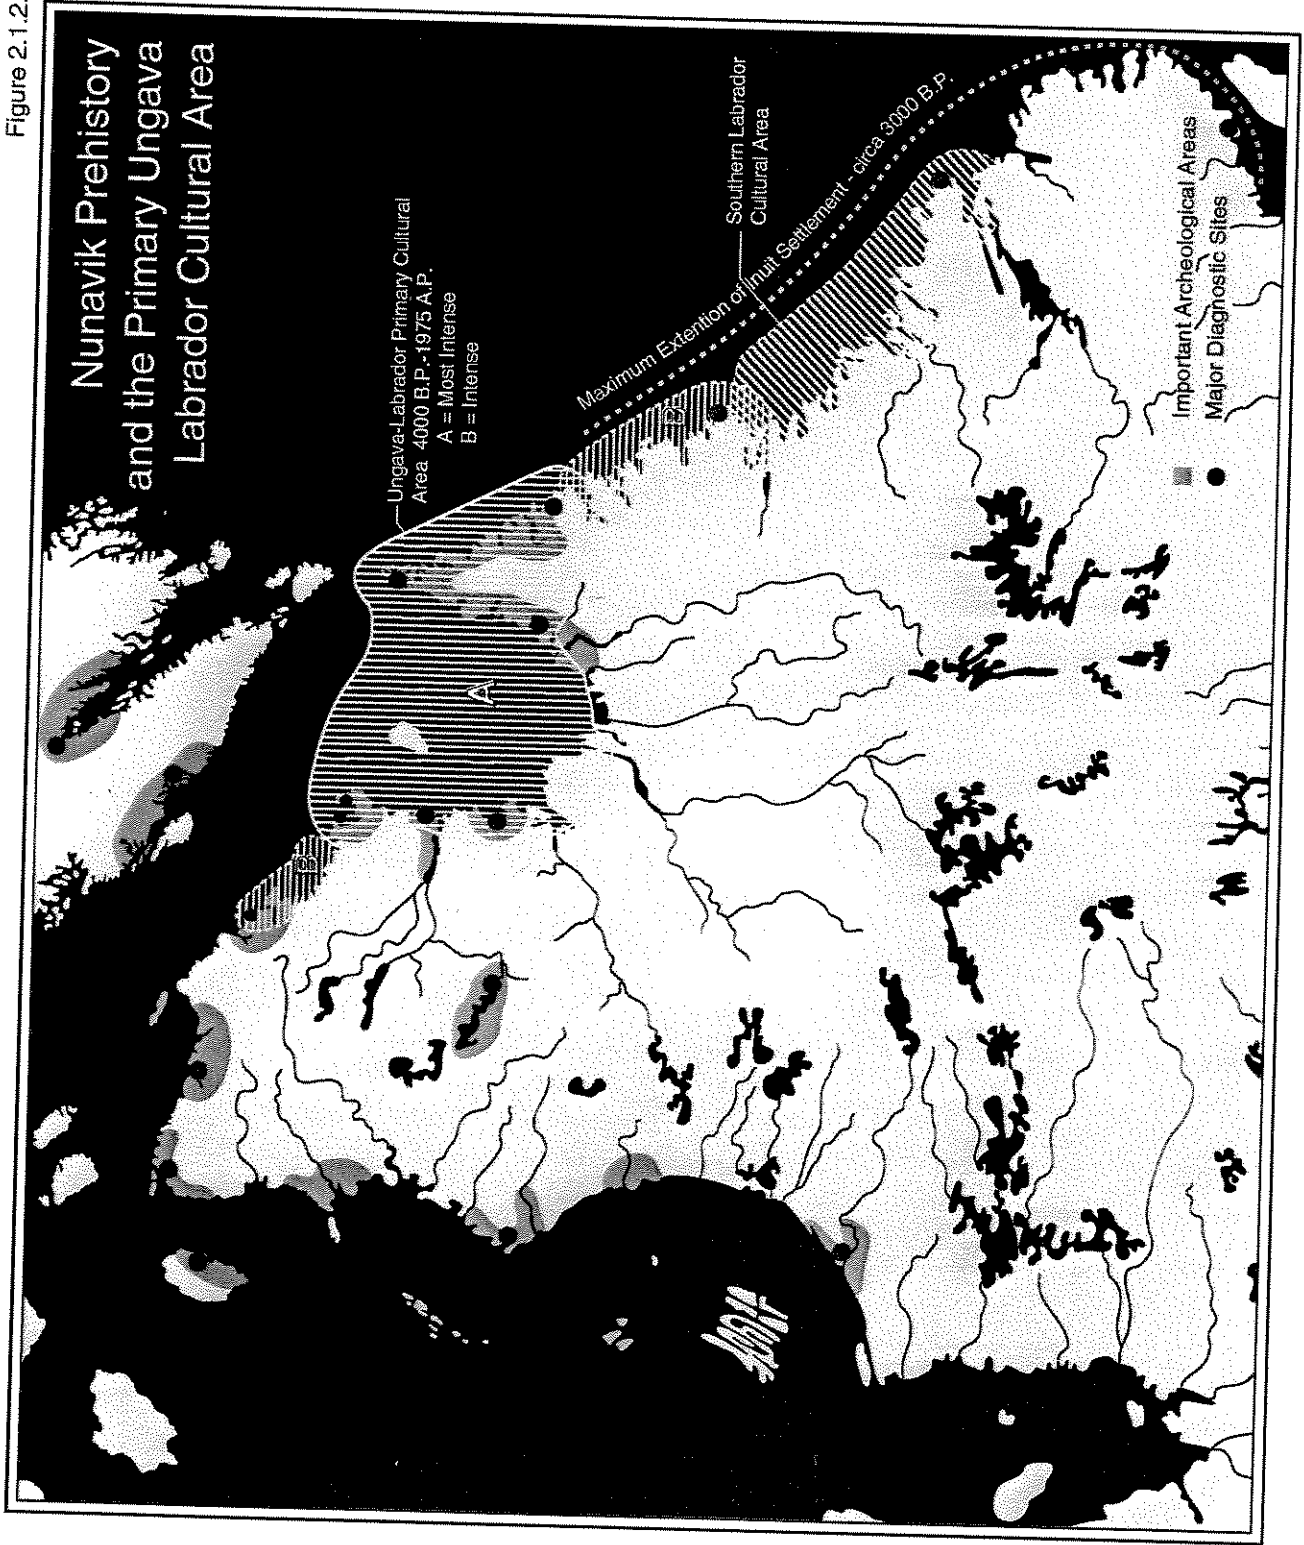 Figure 2.1.2.
Nunavik Prehistory
and the Primary Ungava
Labrador Cultural Area
Ungava-Labrador Primary Cultural
Area 4000 B.P.-1975 A.P.
A = Most Intense
B = Intense
Southern Labrador
Cultural Area
Maximum Extention of Inuit Settlement - circa 3000 B.P.
A
B
B
Important Archeological Areas
Major Diagnostic Sites